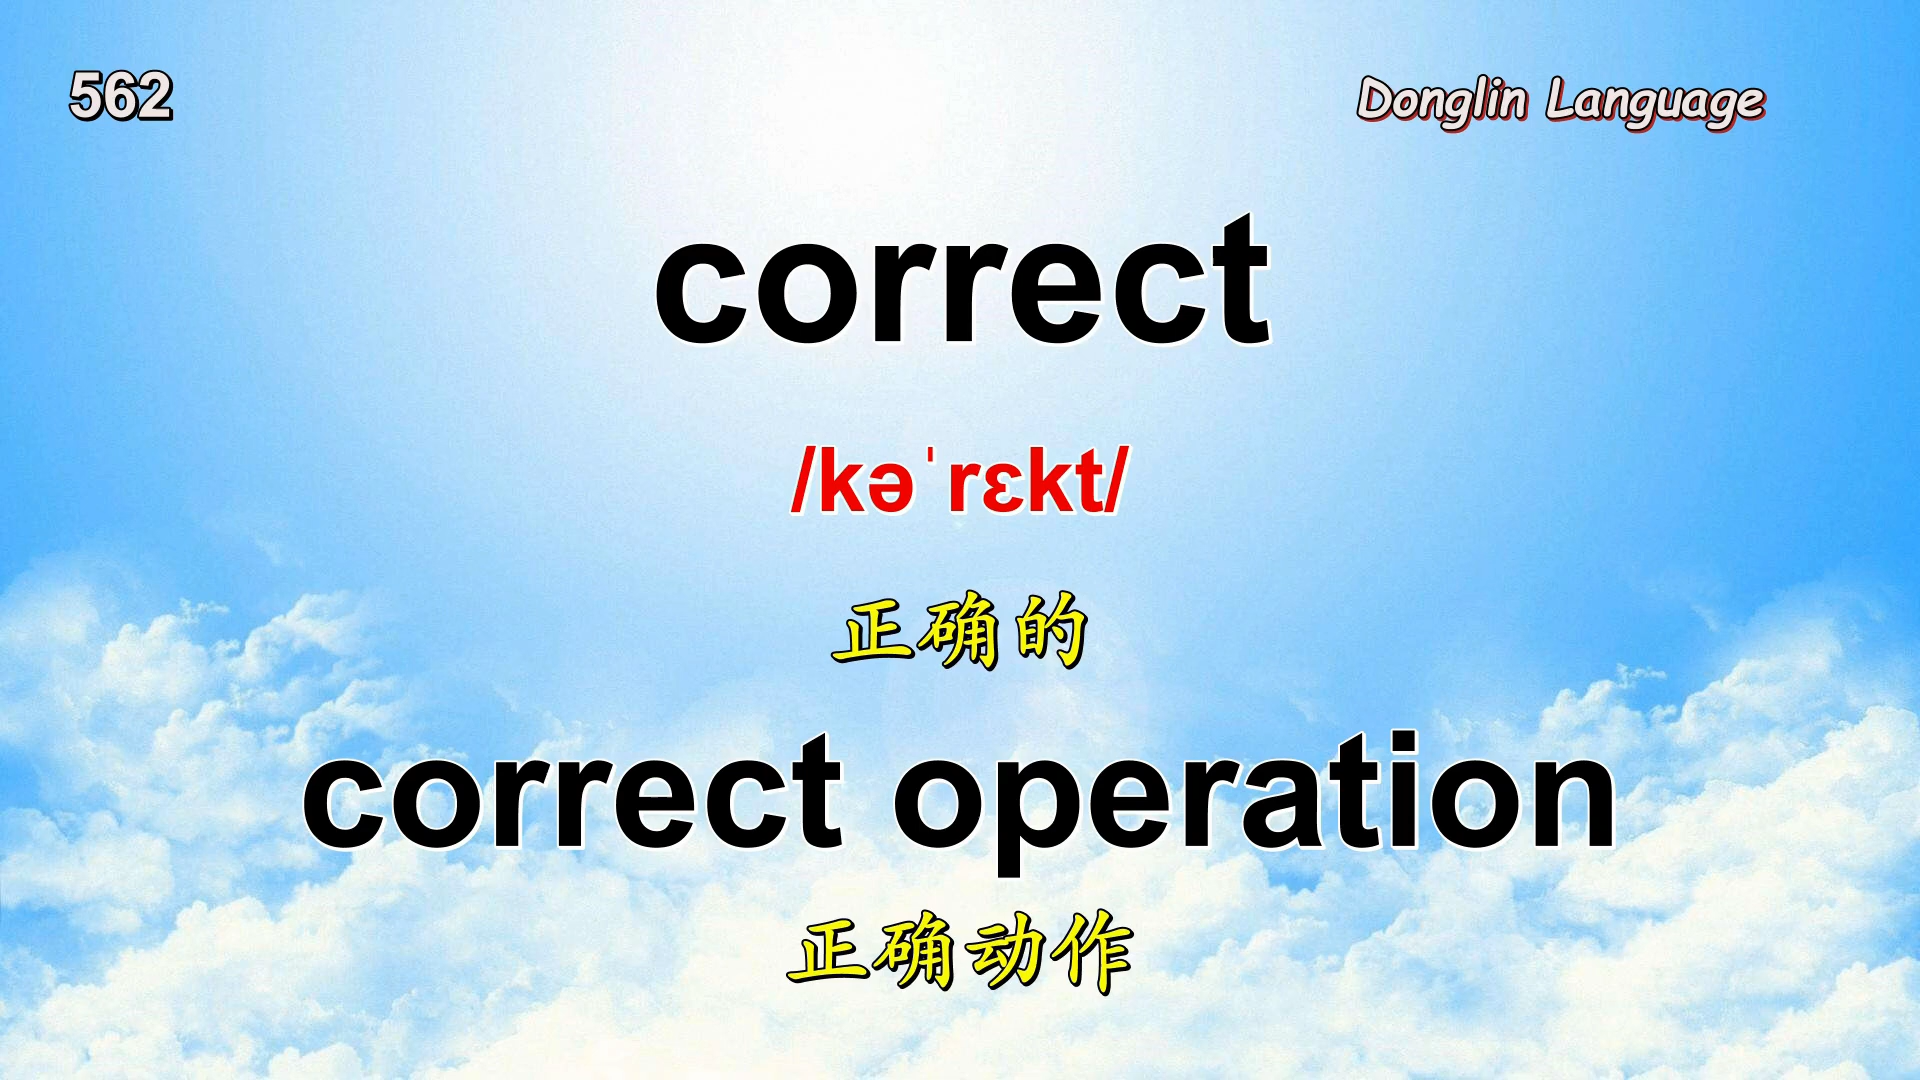 562
Donglin Language
correct
/kəˈrɛkt/
正确的
correct operation
正确动作